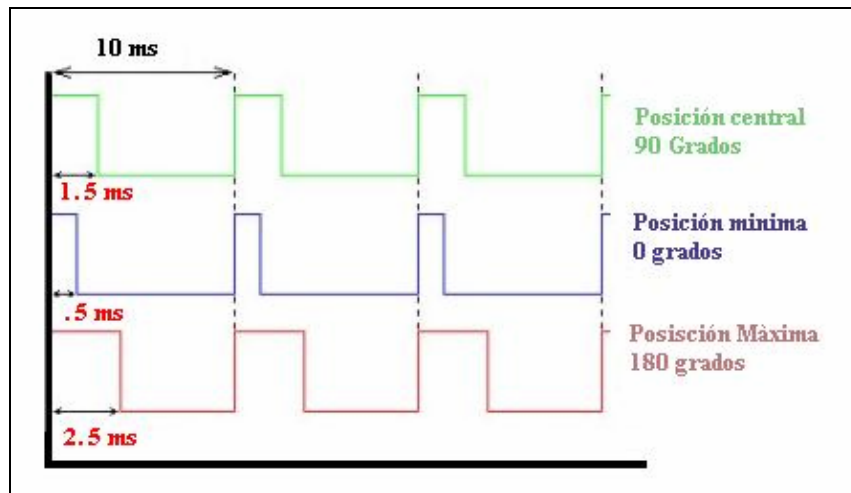 10 ms
Posición central
90 Grados
1.5 ms
Posición minima
0 grados
.5 ms
Posisción Màxima
180 grados
2.5 ms